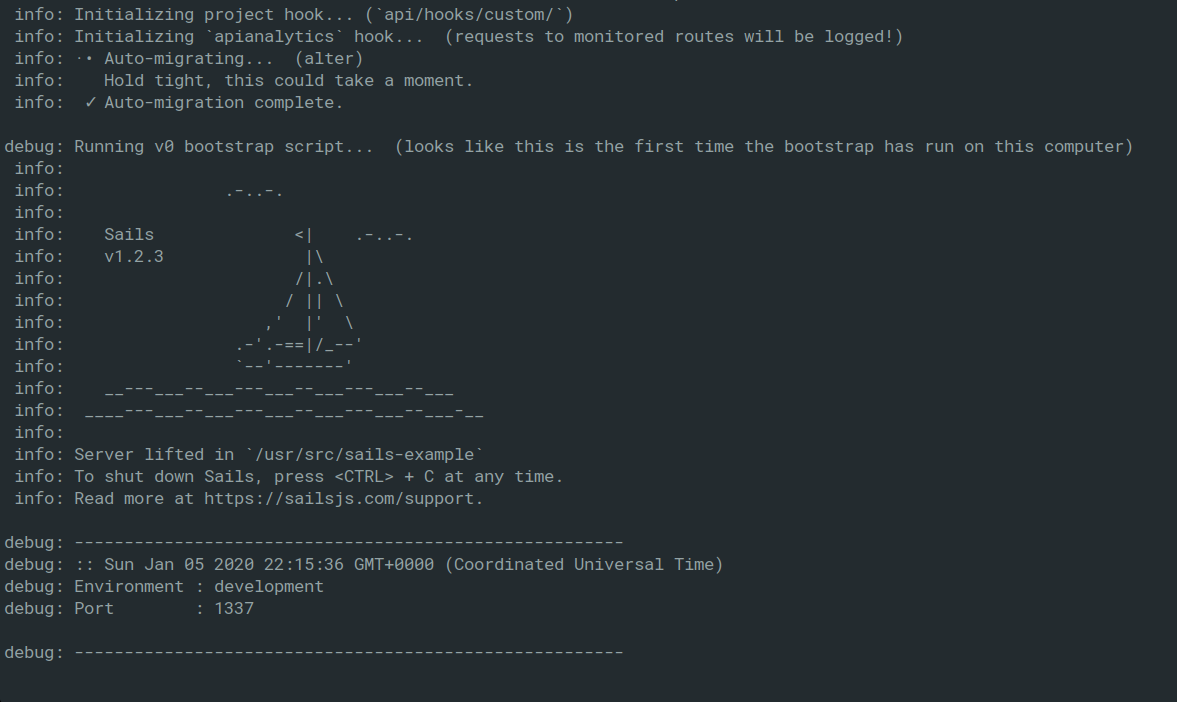 info: Initializing project hook... (`api/hooks/custom/`)
 info: Initializing `apianalytics` hook...  (requests to monitored routes will be logged!)
 info: ·• Auto-migrating...  (alter)
 info:    Hold tight, this could take a moment.
 info:  ✓ Auto-migration complete.

debug: Running v0 bootstrap script...  (looks like this is the first time the bootstrap has run on this computer)
 info:
 info:                .-..-.
 info:
 info:    Sails              <|    .-..-.
 info:    v1.2.3              |\
 info:                       /|.\
 info:                      / || \
 info:                    ,'  |'  \
 info:                 .-'.-==|/_--'
 info:                 `--'-------'
 info:    __---___--___---___--___---___--___
 info:  ____---___--___---___--___---___--___-__
 info:
 info: Server lifted in `/usr/src/sails-example`
 info: To shut down Sails, press <CTRL> + C at any time.
 info: Read more at https://sailsjs.com/support.

debug: -------------------------------------------------------
debug: :: Sun Jan 05 2020 22:15:36 GMT+0000 (Coordinated Universal Time)
debug: Environment : development
debug: Port        : 1337

debug: -------------------------------------------------------